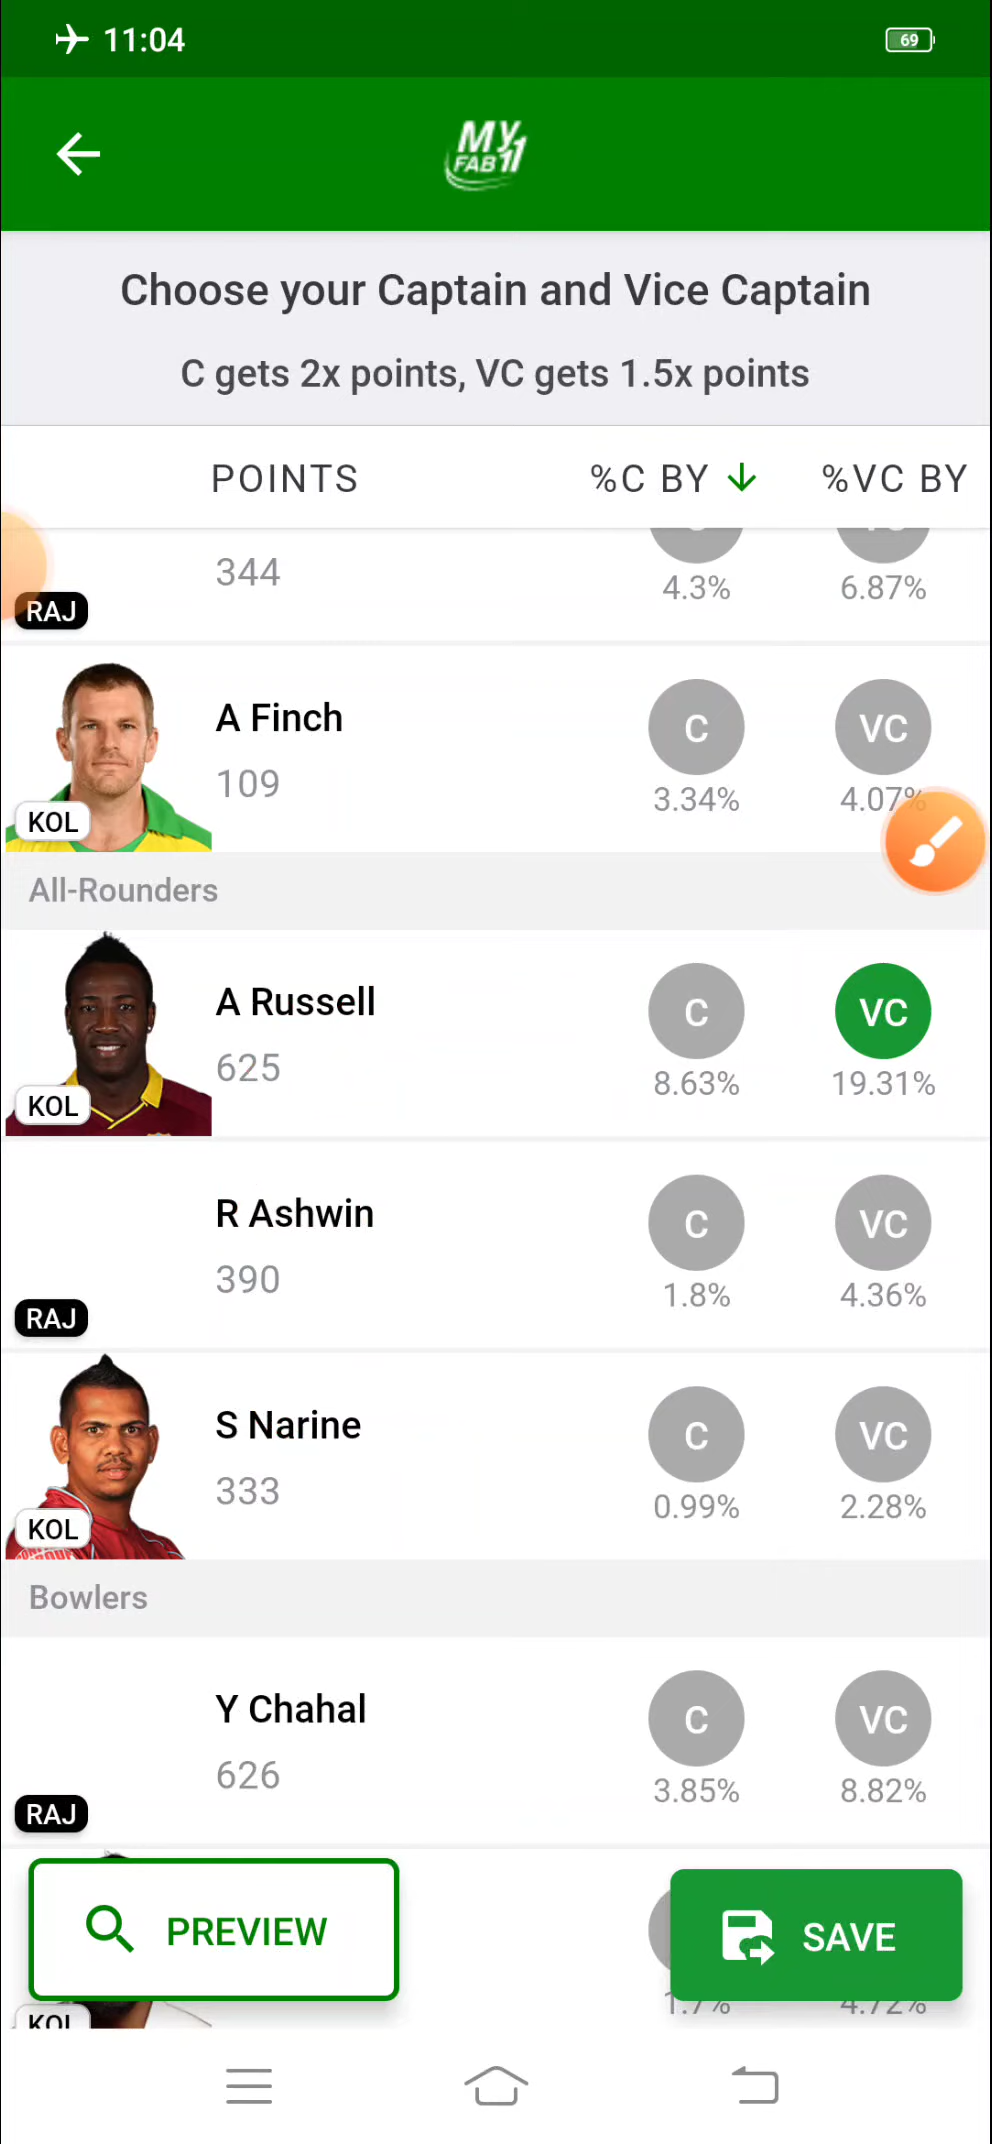 11:04
69
MY
FAB11
Choose your Captain and Vice Captain
C gets 2x points, VC gets 1.5x points
POINTS %C BY %VC BY
344 4.3% 6.87%
RAJ
A Finch C VC
109 3.34% 4.07%
KOL
All-Rounders
A Russell C VC
625 8.63% 19.31%
KOL
R Ashwin C VC
390 1.8% 4.36%
RAJ
S Narine C VC
333 0.99% 2.28%
KOL
Bowlers
Y Chahal C VC
626 3.85% 8.82%
RAJ
PREVIEW SAVE
1.7% 4.72%
KOL